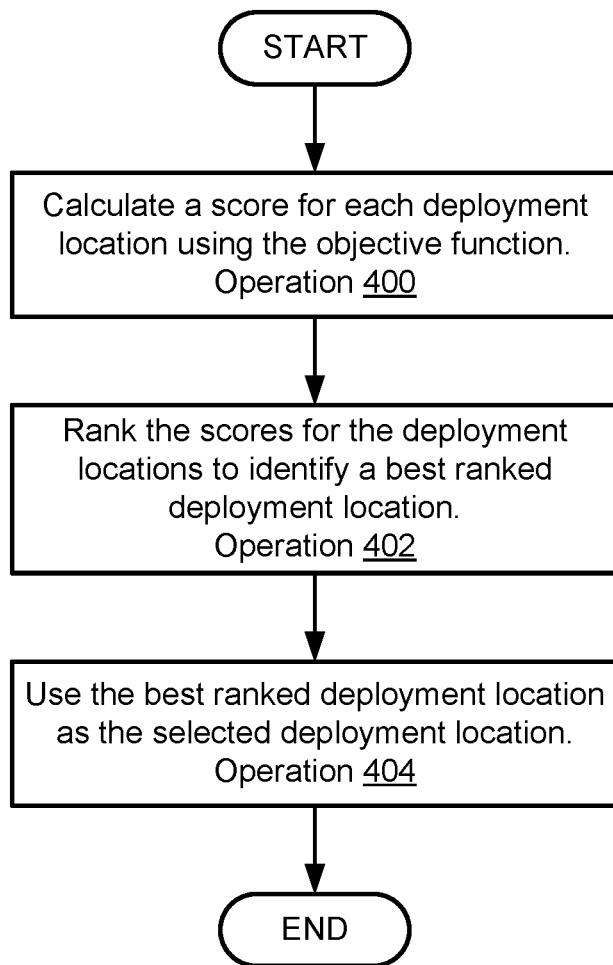 START
Calculate a score for each deployment
location using the objective function.
Operation 400
Rank the scores for the deployment
locations to identify a best ranked
deployment location.
Operation 402
Use the best ranked deployment location
as the selected deployment location.
Operation 404
END